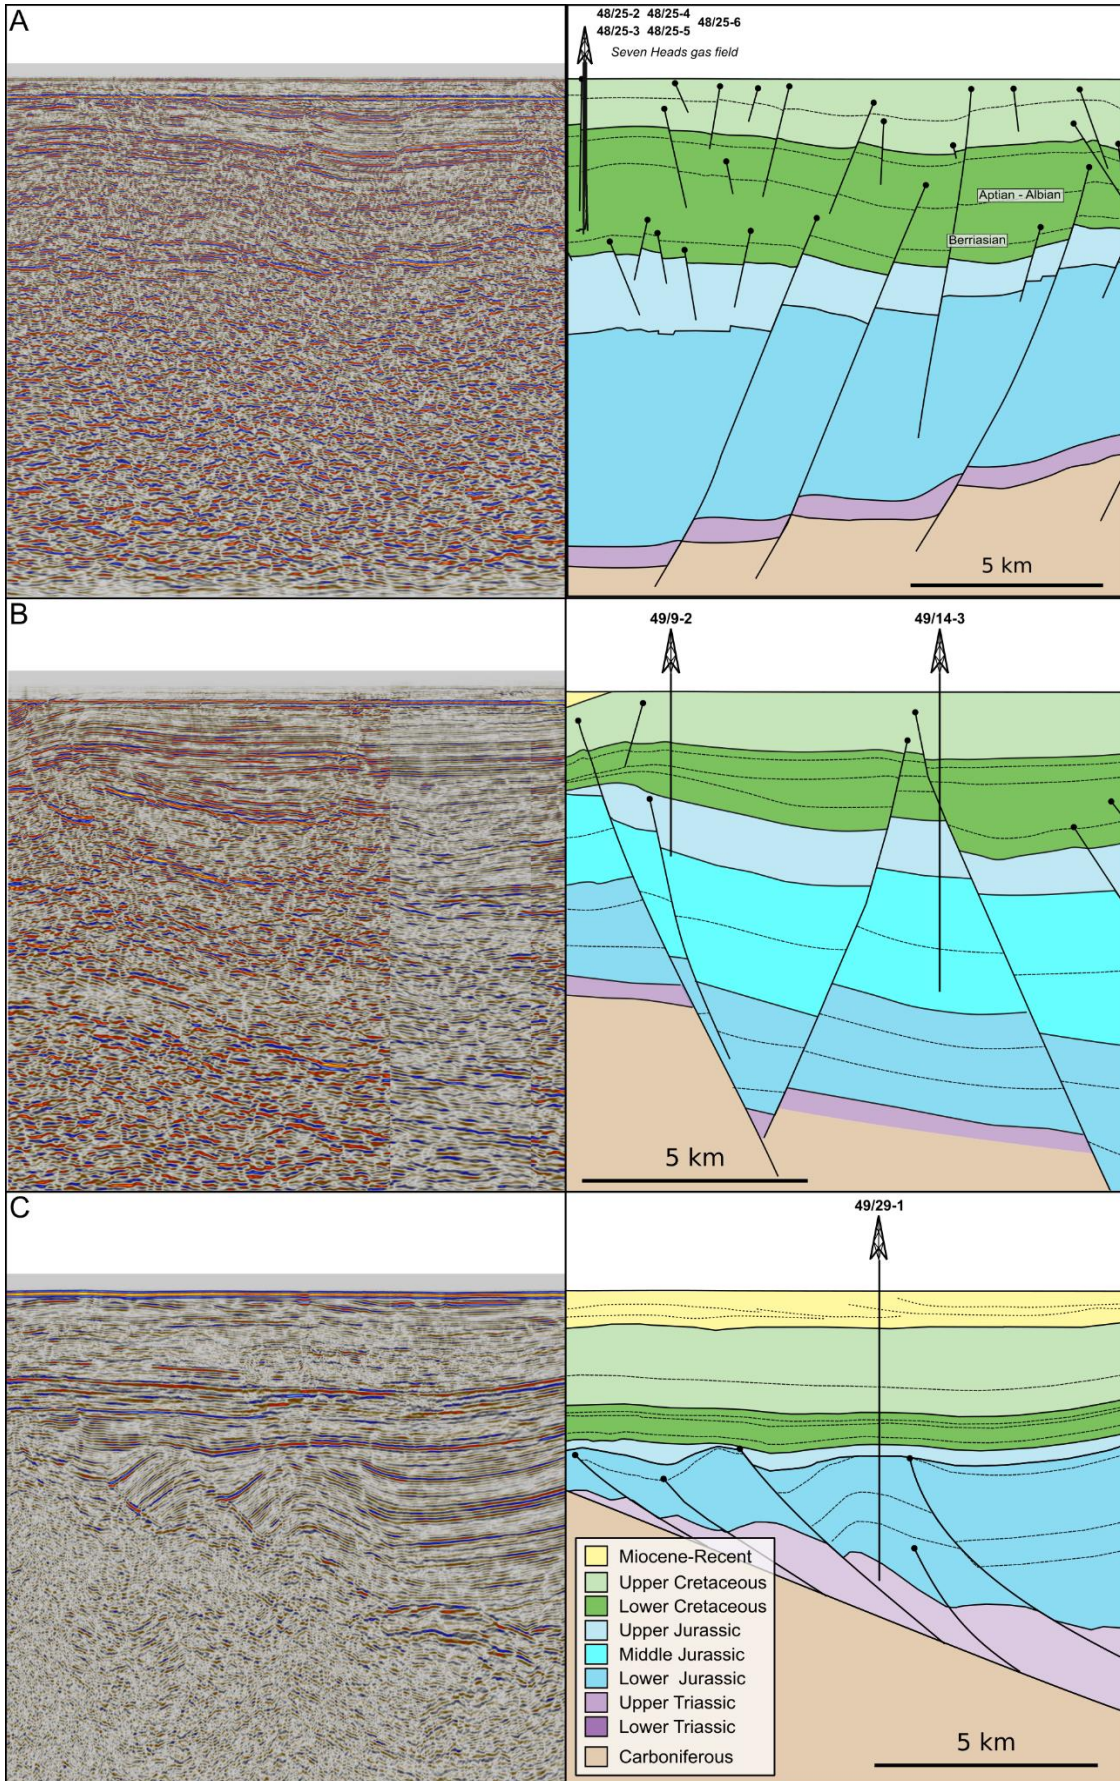 A
48/25-2 48/25-4
48/25-6
48/25-3 48/25-5
Seven Heads gas field
Aptian - Albian
Berriasian
5 km
B
49/9-2
49/14-3
5 km
C
49/29-1
Miocene-Recent
Upper Cretaceous
Lower Cretaceous
Upper Jurassic
Middle Jurassic
Lower Jurassic
Upper Triassic
Lower Triassic
Carboniferous
5 km